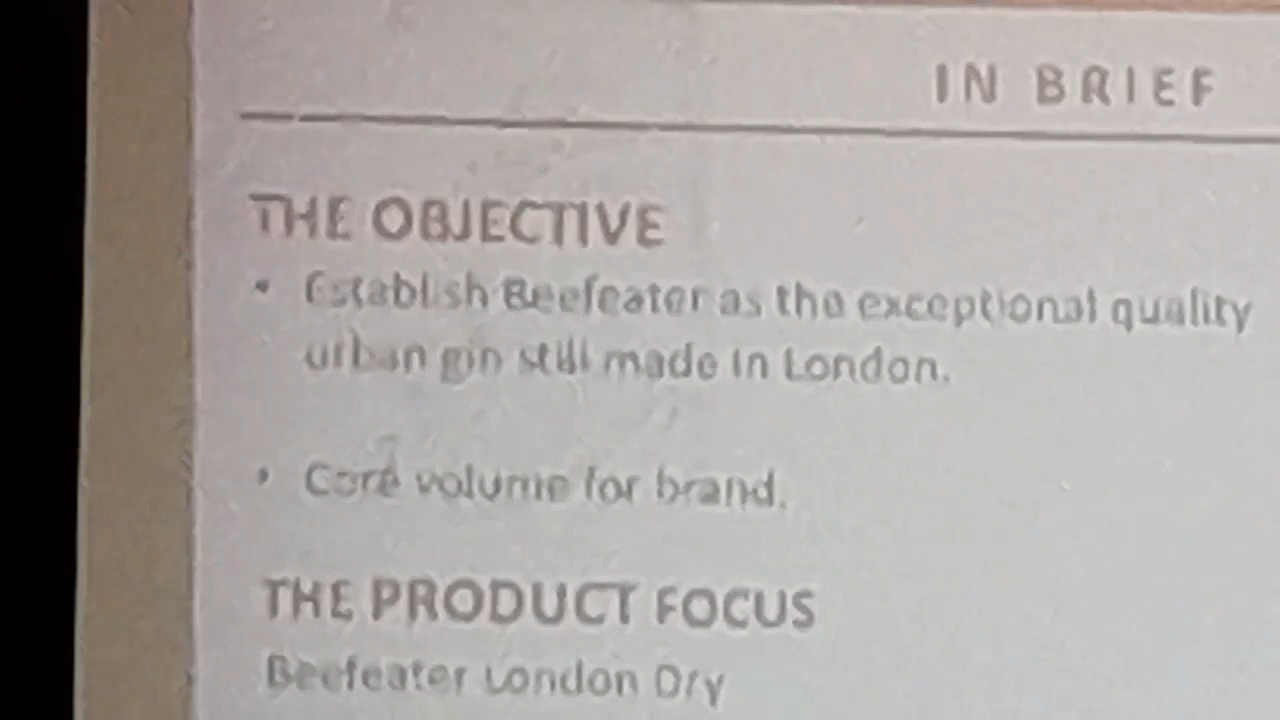 IN BRIEF
THE OBJECTIVE
• Establish Beefeater as the exceptional quality
urban gin still made in London.
• Core volume for brand.
THE PRODUCT FOCUS
Beefeater London Dry